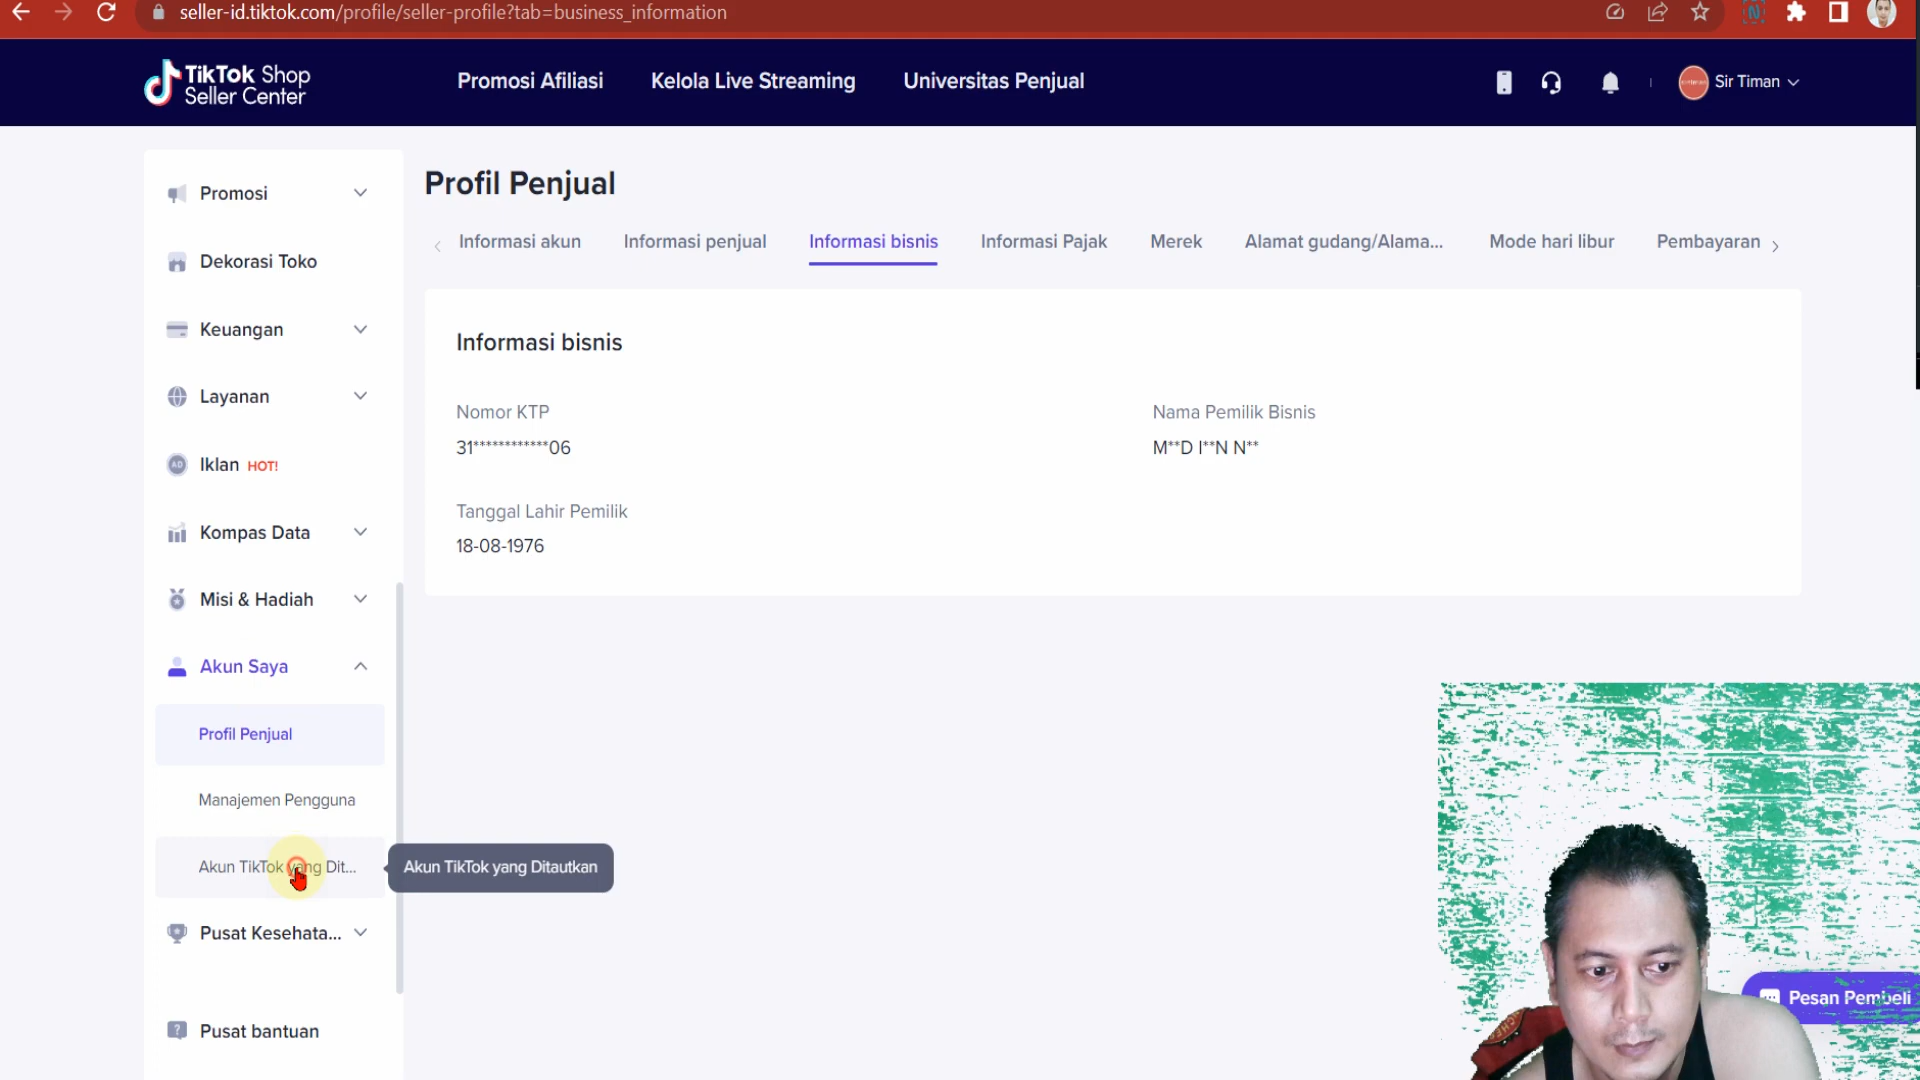 seller-id.tiktok.com/profile/seller-profile?tab=business_information
TikTok Shop
Seller Center
Promosi Afiliasi
Kelola Live Streaming
Universitas Penjual
Sir Timan
Promosi
Dekorasi Toko
Keuangan
Layanan
AD
Iklan HOT!
Kompas Data
Misi & Hadiah
Akun Saya
Profil Penjual
Manajemen Pengguna
Akun TikTok yang Dit...
Akun TikTok yang Ditautkan
Pusat Kesehata...
Pusat bantuan
Profil Penjual
Informasi akun
Informasi penjual
Informasi bisnis
Informasi Pajak
Merek
Alamat gudang/Alama...
Mode hari libur
Pembayaran
Informasi bisnis
Nomor KTP
31************06
Nama Pemilik Bisnis
M**D I**N N**
Tanggal Lahir Pemilik
18-08-1976
Pesan Pembeli